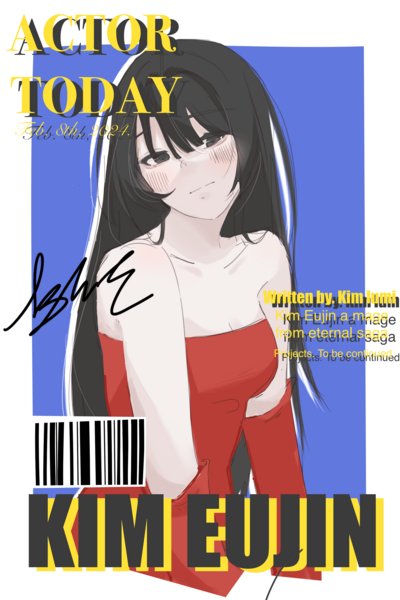 ACTOR
TODAY
Feb. 8th, 2024.
Written by, Kim
Kim Eujin a mage
from eternal saga
Projects. To be continued
KIM EUJIN